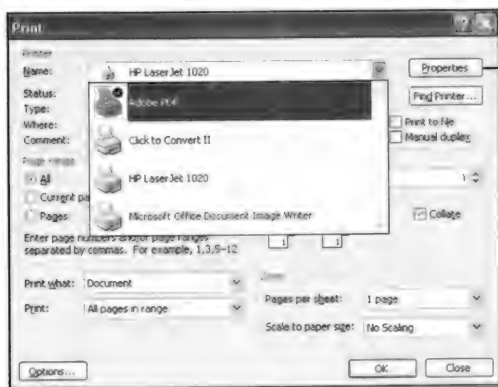 Print
Printer
Name: HP LaserJet 1020 Properties
Status: Adobe PDF Find Printer...
Type:
Where: Print to file
Comment: Click to Convert II Manual duplex
Page range
All HP LaserJet 1020 1
Current pa
Pages Microsoft Office Document Image Writer Collate
Enter page numbers and/or page ranges
separated by commas. For example, 1,3,5-12
Print what: Document Zoom
Print: All pages in range Pages per sheet: 1 page
Scale to paper size: No Scaling
Options... OK Close